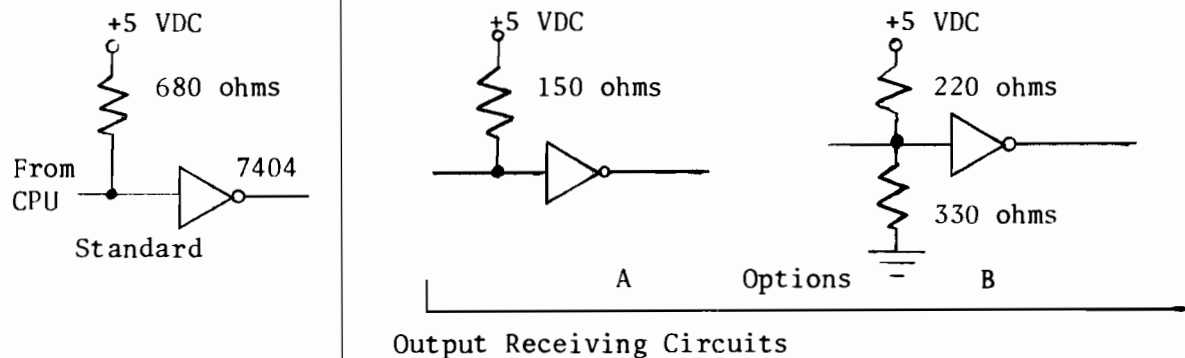 +5 VDC
680 ohms
From
CPU
7404
Standard
+5 VDC
150 ohms
A
+5 VDC
220 ohms
330 ohms
B
Options
Output Receiving Circuits